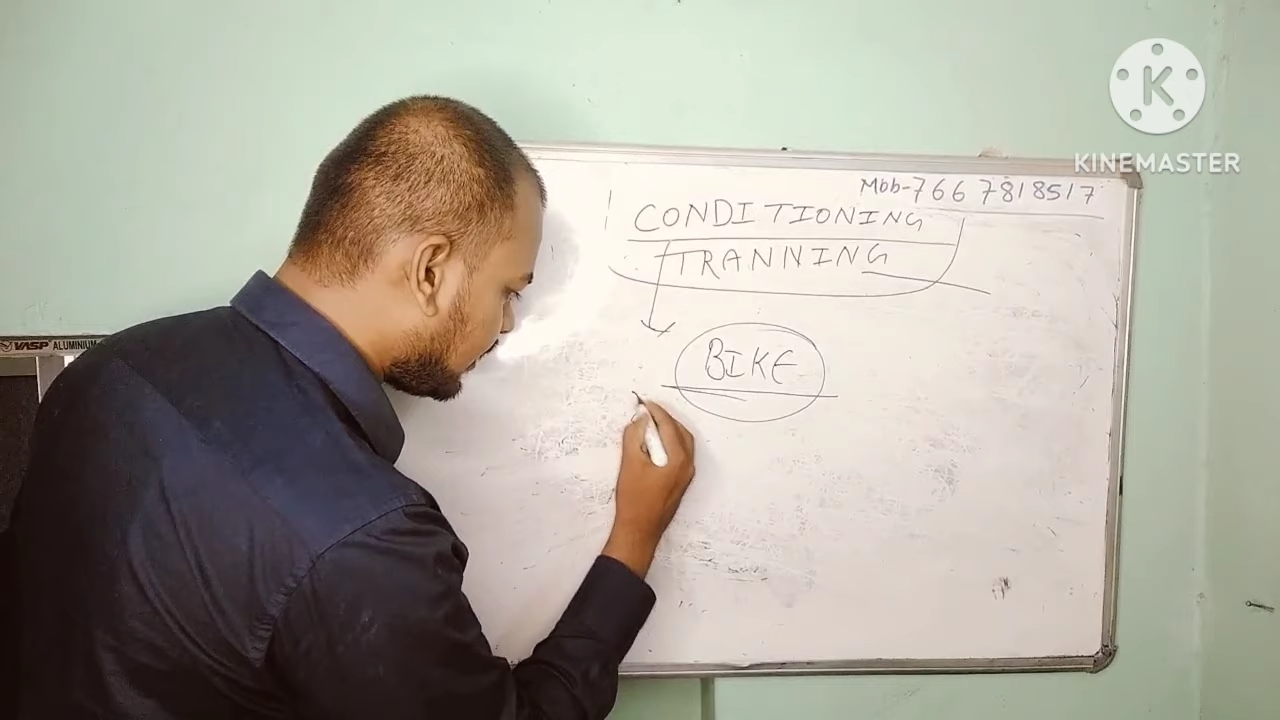 KINEMASTER
Mob-7667818517
CONDITIONING
TRANNING
BIKE
VASP ALUMINIUM